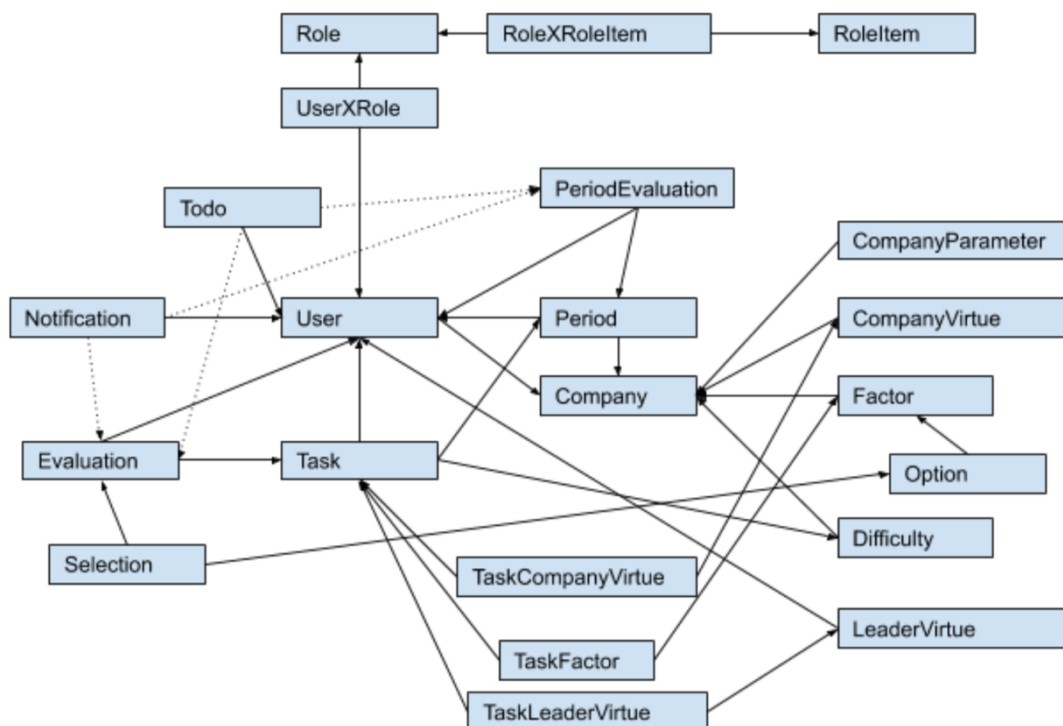 Role
RoleXRoleItem
RoleItem
UserXRole
PeriodEvaluation
Todo
CompanyParameter
Notification
User
Period
CompanyVirtue
Company
Factor
Evaluation
Task
Option
Difficulty
Selection
TaskCompanyVirtue
LeaderVirtue
TaskFactor
TaskLeaderVirtue